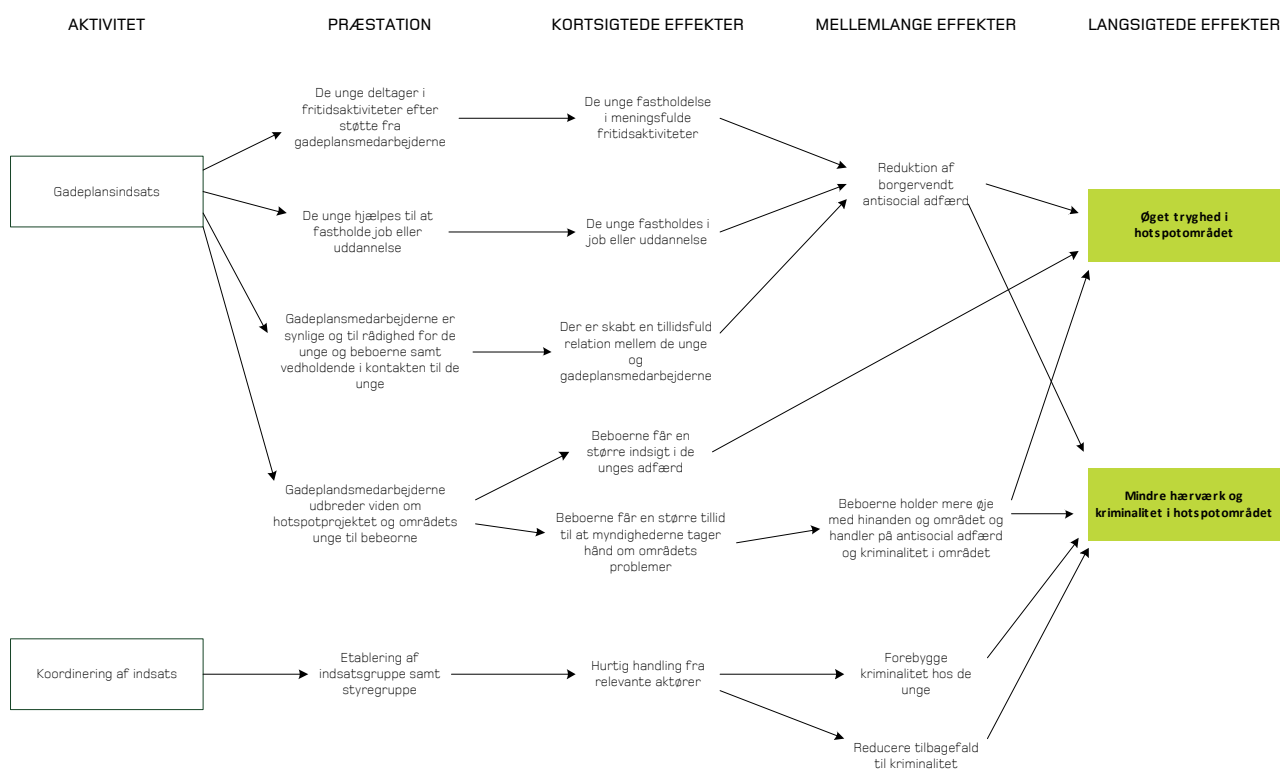 AKTIVITET
PRÆSTATION
KORTSIGTEDE EFFEKTER
MELLEMLANGE EFFEKTER
LANGSIGTEDE EFFEKTER
Gadeplansindsats
De unge deltager i
fritidsaktiviteter efter
støtte fra
gadeplansmedarbejderne
De unge fastholdelse
i meningsfulde
fritidsaktiviteter
Reduktion af
borgervendt
antisocial adfærd
Øget tryghed i
hotspotområdet
De unge hjælpes til at
fastholde job eller
uddannelse
De unge fastholdes i
job eller uddannelse
Gadeplansmedarbejderne er
synlige og til rådighed for de
unge og beboerne samt
vedholdende i kontakten til de
unge
Der er skabt en tillidsfuld
relation mellem de unge
og
gadeplansmedarbejderne
Gadeplandsmedarbejderne
udbreder viden om
hotspotprojektet og områdets
unge til bebeorne
Beboerne får en
større indsigt i de
unges adfærd
Beboerne får en større tillid
til at myndighederne tager
hånd om områdets
problemer
Beboerne holder mere øje
med hinanden og området og
handler på antisocial adfærd
og kriminalitet i området
Mindre hærværk og
kriminalitet i hotspotområdet
Koordinering af indsats
Etablering af
indsatsgruppe samt
styregruppe
Hurtig handling fra
relevante aktører
Forebygge
kriminalitet hos de
unge
Reducere tilbagefald
til kriminalitet